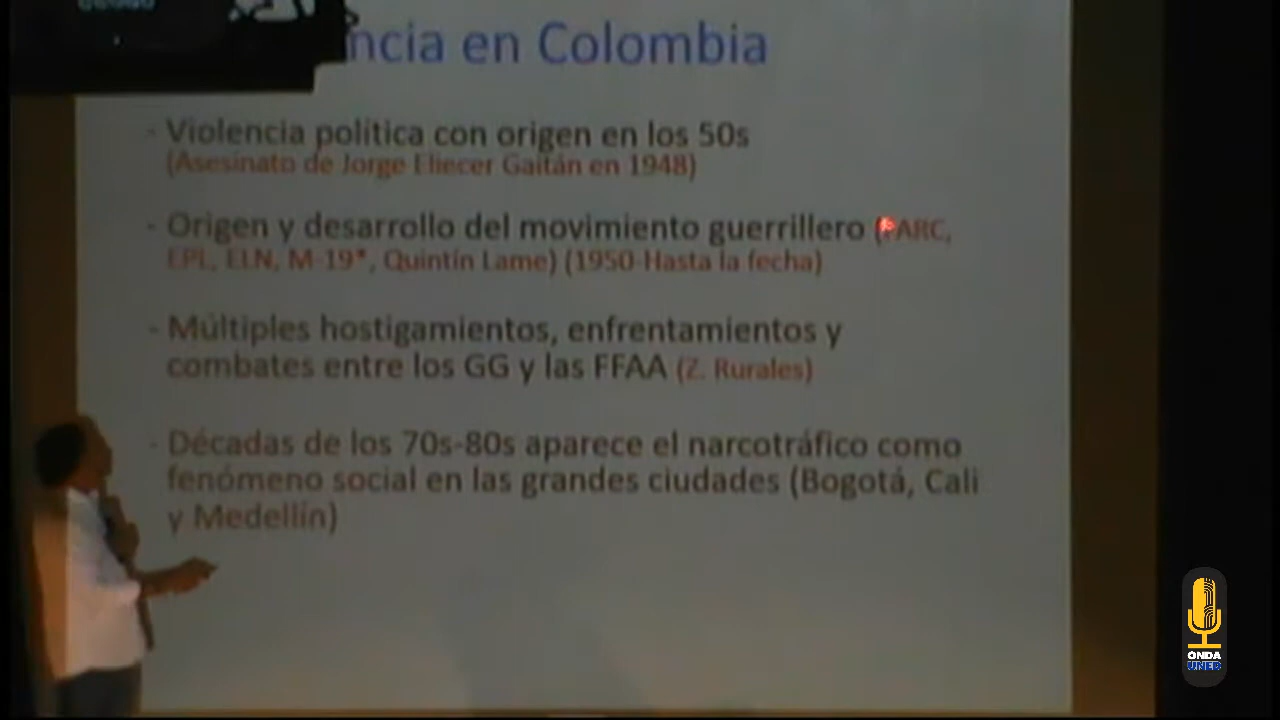 ncia en Colombia
- Violencia política con origen en los 50s
(Asesinato de Jorge Eliecer Gaitán en 1948)
- Origen y desarrollo del movimiento guerrillero (FARC,
EPL, ELN, M-19*, Quintín Lame) (1950-Hasta la fecha)
- Múltiples hostigamientos, enfrentamientos y
combates entre los GG y las FFAA (Z. Rurales)
- Décadas de los 70s-80s aparece el narcotráfico como
fenómeno social en las grandes ciudades (Bogotá, Cali
y Medellín)
ONDA
UNEB